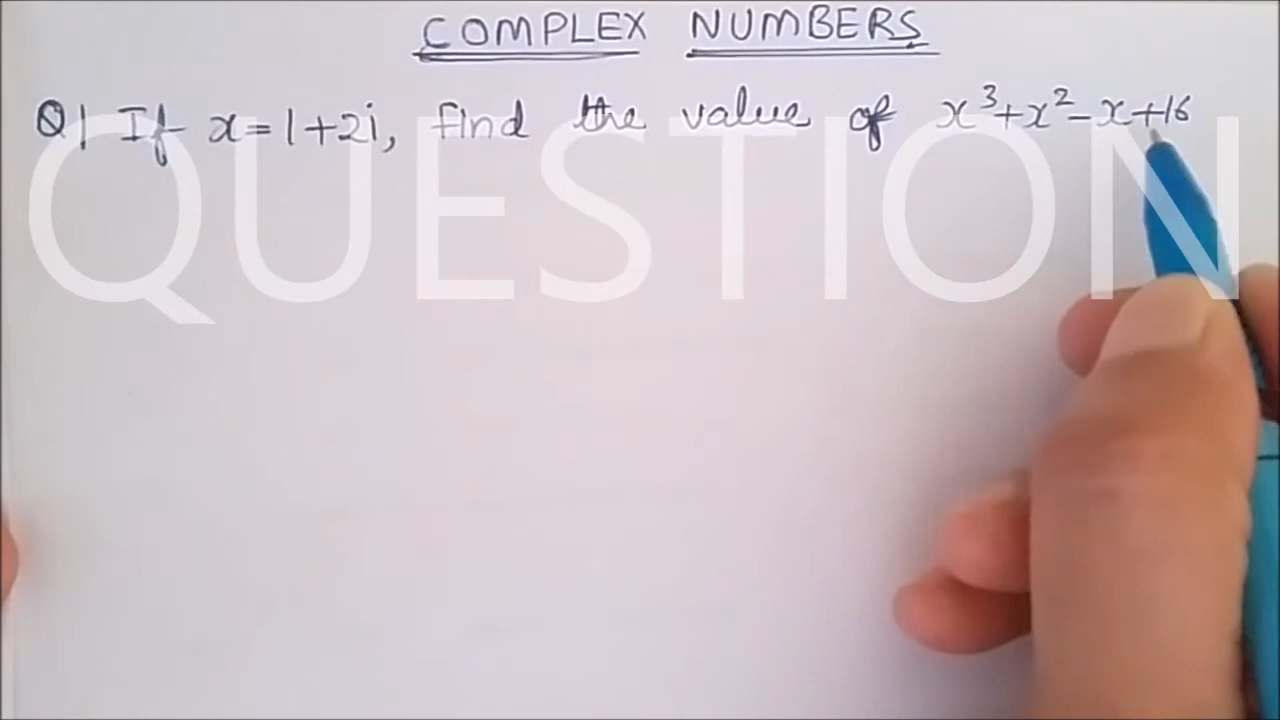 COMPLEX NUMBERS
Q1 If x=1+2i, find the value of x³+x²-x+16
QUESTION